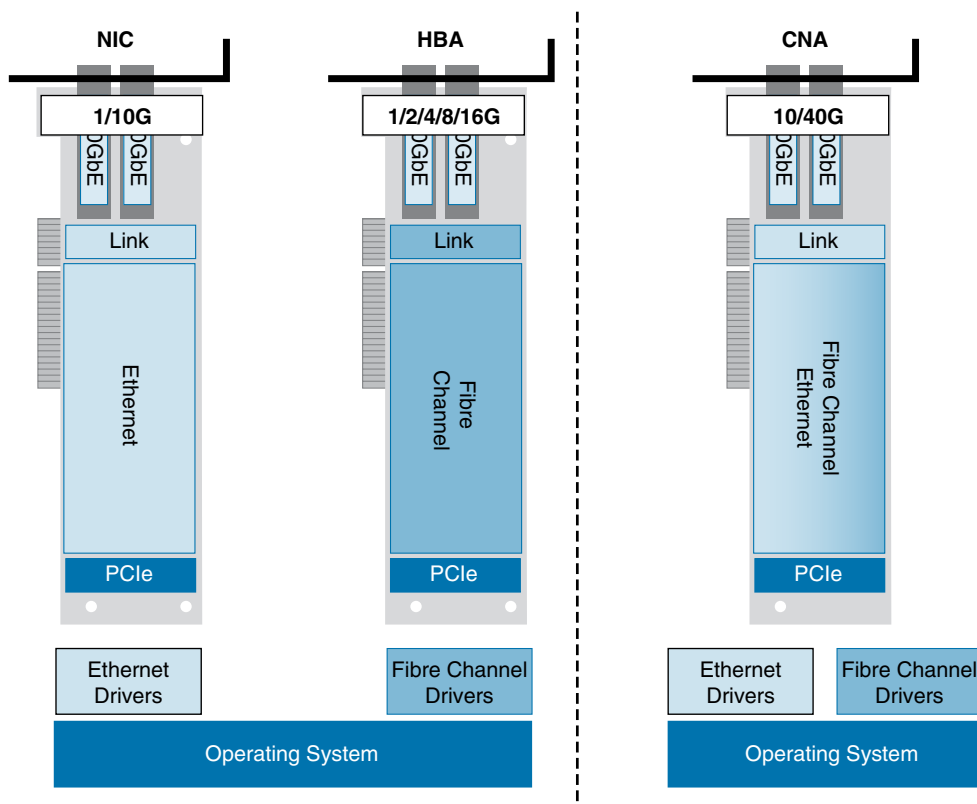 NIC
HBA
CNA
1/10G
1/2/4/8/16G
10/40G
0GbE
0GbE
0GbE
0GbE
0GbE
0GbE
Link
Link
Link
Ethernet
Fibre
Channel
Fibre Channel
Ethernet
PCIe
PCIe
PCIe
Ethernet
Drivers
Fibre Channel
Drivers
Ethernet
Drivers
Fibre Channel
Drivers
Operating System
Operating System